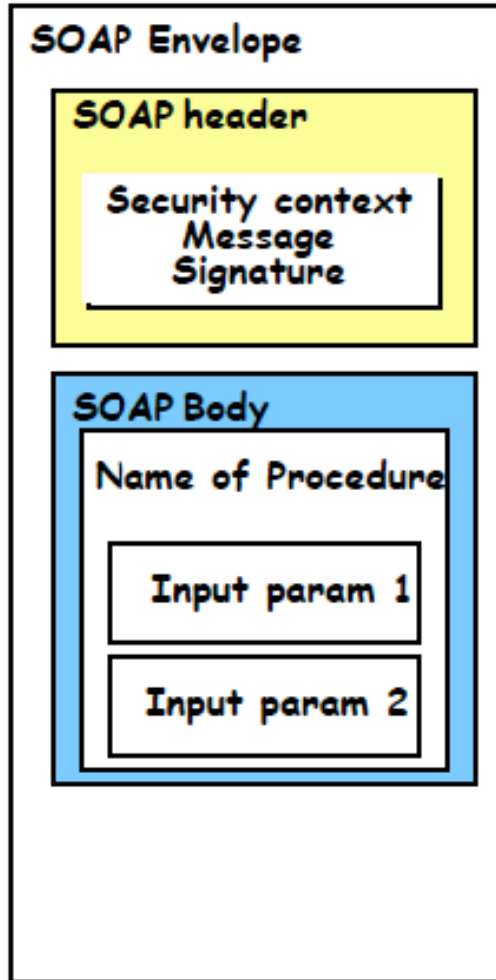 SOAP Envelope
SOAP header
Security context
Message
Signature
SOAP Body
Name of Procedure
Input param 1
Input param 2